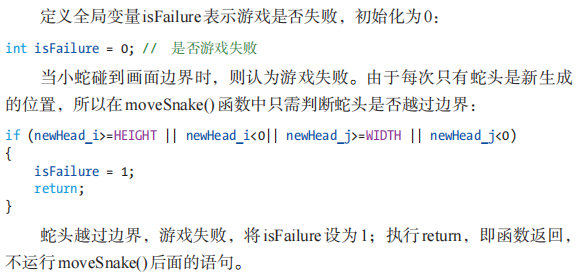 定义全局变量isFailure表示游戏是否失败，初始化为0：
int isFailure = 0; // 是否游戏失败
当小蛇碰到画面边界时，则认为游戏失败。由于每次只有蛇头是新生成
的位置，所以在moveSnake()函数中只需判断蛇头是否越过边界：
if (newHead_i>=HEIGHT || newHead_i<0|| newHead_j>=WIDTH || newHead_j<0)
{
    isFailure = 1;
    return;
}
蛇头越过边界，游戏失败，将isFailure设为1；执行return，即函数返回，
不运行moveSnake()后面的语句。